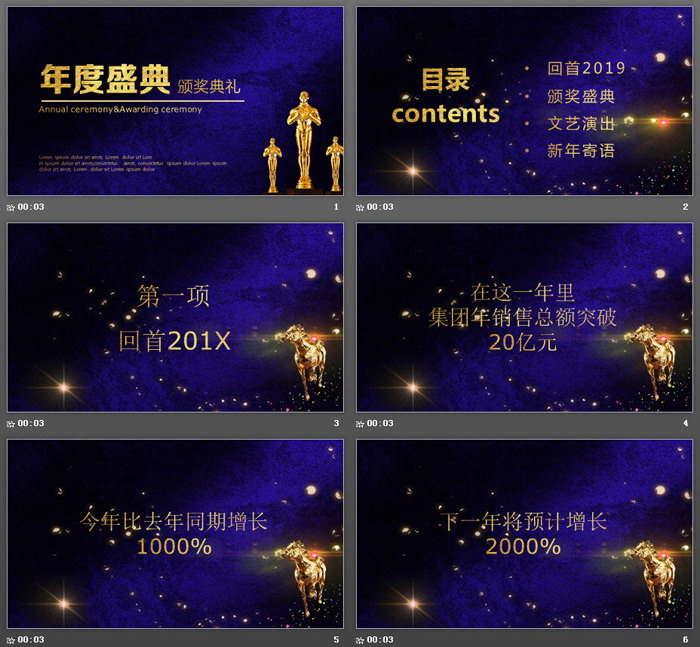 年度盛典 颁奖典礼
Annual ceremony&Awarding ceremony
Lorem ipsum dolor sit amet, Lorem dolor sit Lore
m ipsum dolor sit amet,consectetus amet, consectetus Lorem ipsum
dolor sit amet, Lorem dolor sit Lorem ipsum dolor
00:03
1
目录
contents
回首2019
颁奖盛典
文艺演出
新年寄语
00:03
2
第一项
回首201X
00:03
3
在这一年里
集团年销售总额突破
20亿元
00:03
4
今年比去年同期增长
1000%
00:03
5
下一年将预计增长
2000%
00:03
6